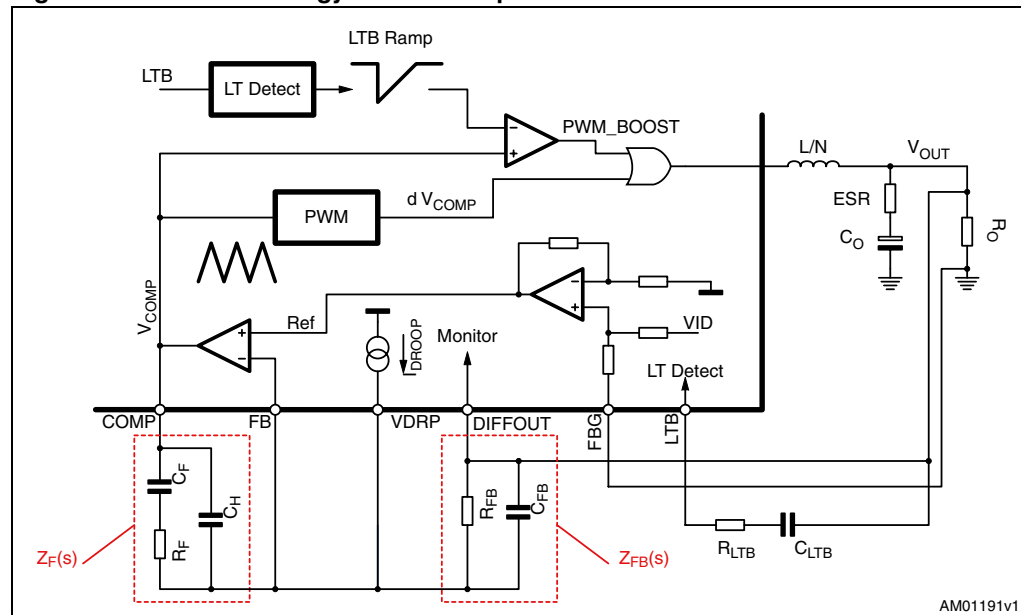 LTB Ramp
LTB
LT Detect
PWM_BOOST
L/N
VOUT
d VCOMP
PWM
ESR
CO
RO
VCOMP
Ref
IDROOP
Monitor
VID
LT Detect
COMP
FB
VDRP
DIFFOUT
FBG
LTB
CF
CH
RF
ZF(s)
RFB
CFB
ZFB(s)
RLTB
CLTB
AM01191v1